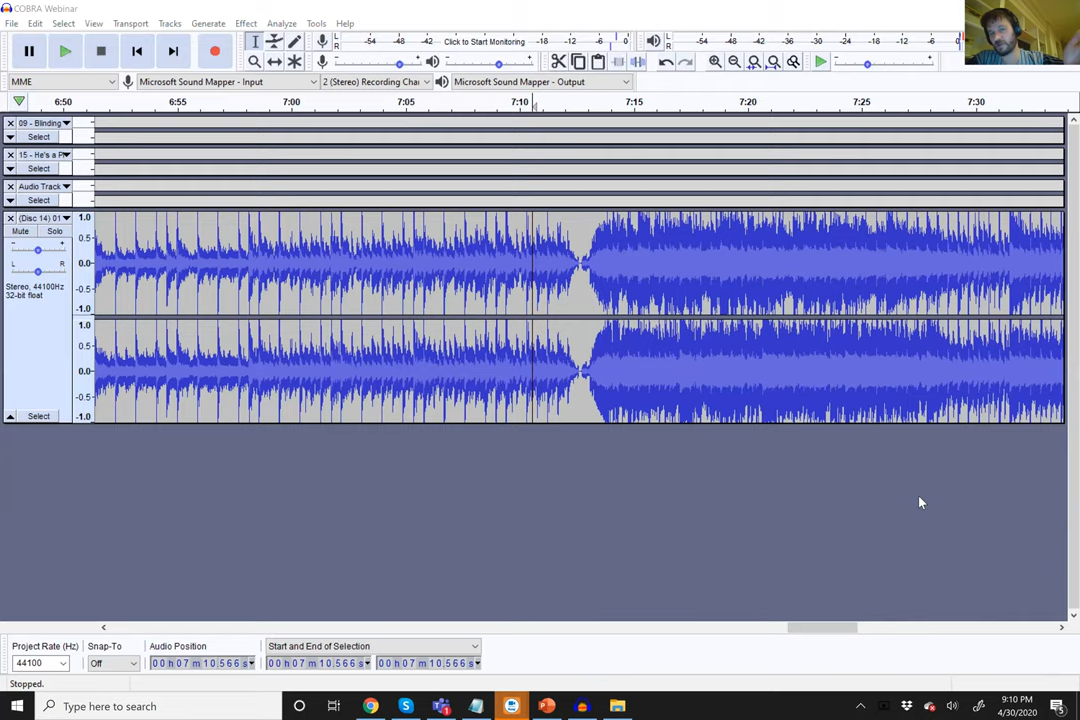 COBRA Webinar
File Edit Select View Transport Tracks Generate Effect Analyze Tools Help
L R -54 -48 -42 Click to Start Monitoring -18 -12 -6 0
L R -54 -48 -42 -36 -30 -24 -18 -12 -6 0
MME Microsoft Sound Mapper - Input 2 (Stereo) Recording Char Microsoft Sound Mapper - Output
6:50 6:55 7:00 7:05 7:10 7:15 7:20 7:25 7:30
09 - Blinding
Select
15 - He's a Pi
Select
Audio Track
Select
(Disc 14) 01
Mute Solo
- +
L R
Stereo, 44100Hz
32-bit float
Select
1.0
0.5
0.0
-0.5
-1.0
1.0
0.5
0.0
-0.5
-1.0
Project Rate (Hz) Snap-To Audio Position Start and End of Selection
44100 Off 00 h 07 m 10.566 s 00 h 07 m 10.566 s 00 h 07 m 10.566 s
Stopped.
Type here to search
9:10 PM
4/30/2020
5